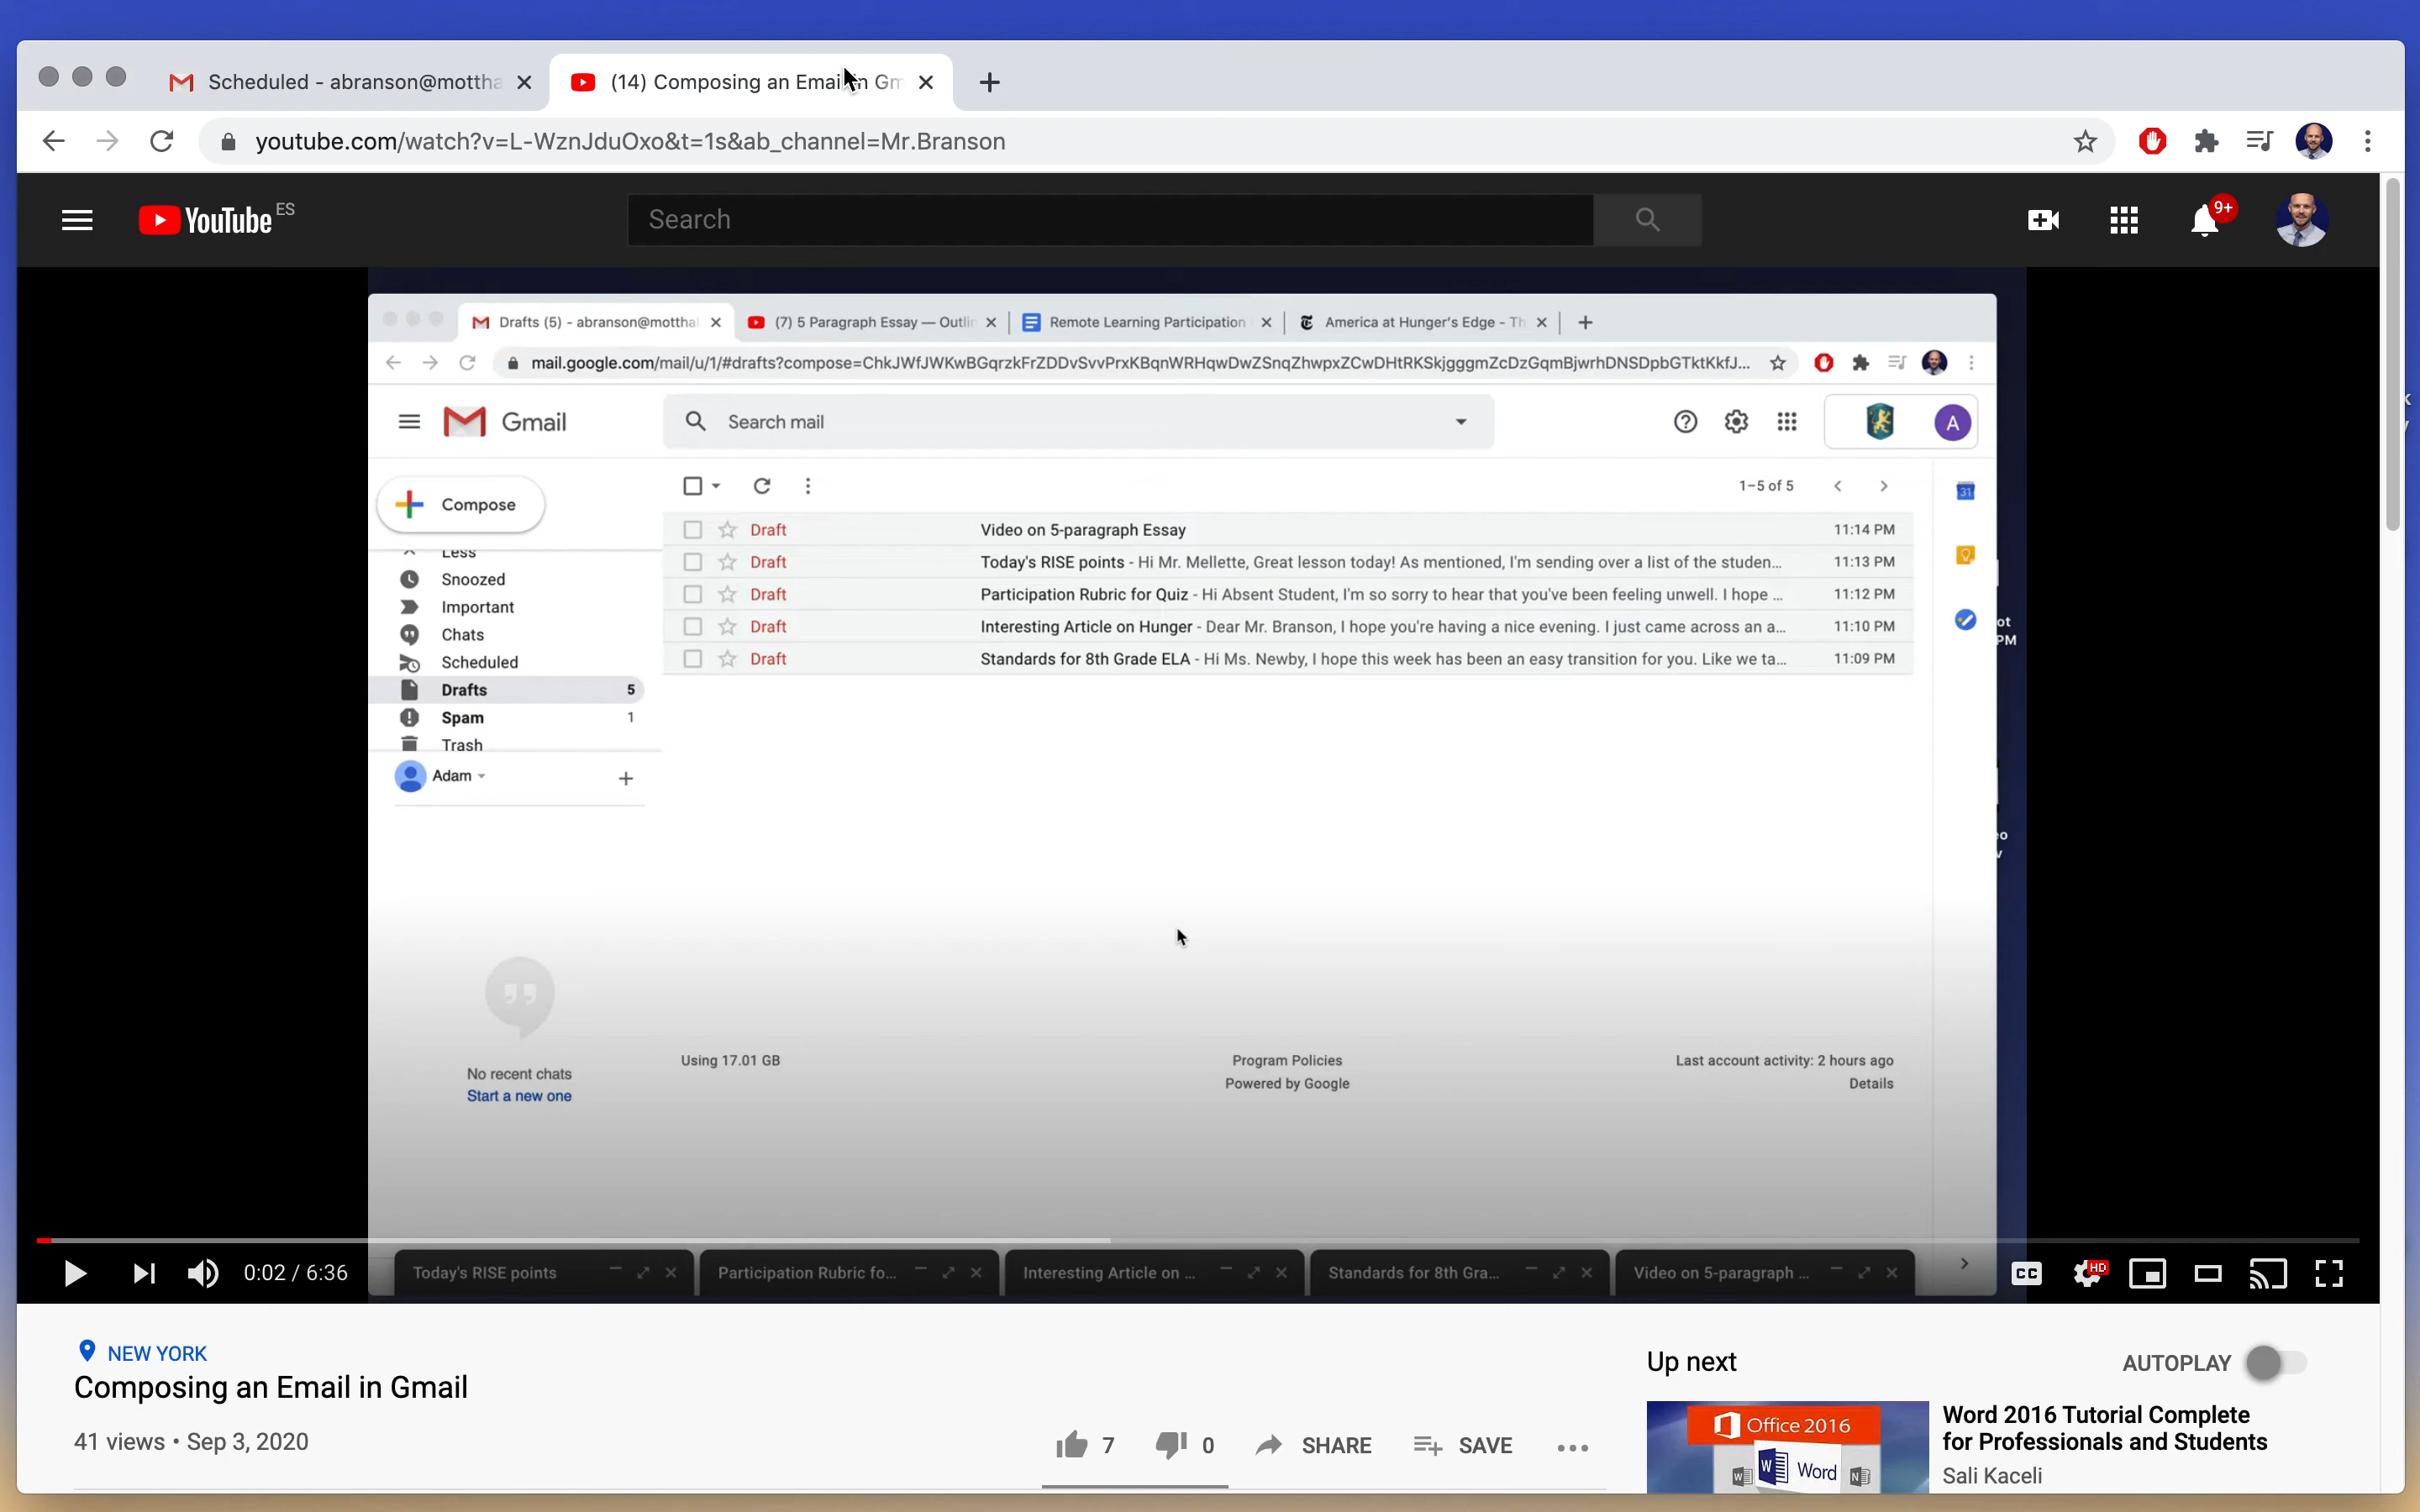 Scheduled - abranson@mottha
(14) Composing an Email in Gm
youtube.com/watch?v=L-WznJduOxo&t=1s&ab_channel=Mr.Branson
YouTube ES
Search
9+
Drafts (5) - abranson@motthal
(7) 5 Paragraph Essay — Outlin
Remote Learning Participation
America at Hunger's Edge - Th
mail.google.com/mail/u/1/#drafts?compose=
Gmail
Search mail
A
Compose
1–5 of 5
31
Less
Snoozed
Important
Chats
Scheduled
Drafts 5
Spam 1
Trash
Adam
Draft Video on 5-paragraph Essay 11:14 PM
Draft Today's RISE points - Hi Mr. Mellette, Great lesson today! As mentioned, I'm sending over a list of the studen... 11:13 PM
Draft Participation Rubric for Quiz - Hi Absent Student, I'm so sorry to hear that you've been feeling unwell. I hope ... 11:12 PM
Draft Interesting Article on Hunger - Dear Mr. Branson, I hope you're having a nice evening. I just came across an a... 11:10 PM
Draft Standards for 8th Grade ELA - Hi Ms. Newby, I hope this week has been an easy transition for you. Like we ta... 11:09 PM
ot
PM
eo
v
No recent chats
Start a new one
Using 17.01 GB
Program Policies
Powered by Google
Last account activity: 2 hours ago
Details
Today's RISE points
Participation Rubric fo...
Interesting Article on ...
Standards for 8th Gra...
Video on 5-paragraph ...
0:02 / 6:36
CC
HD
NEW YORK
Composing an Email in Gmail
41 views • Sep 3, 2020
7
0
SHARE
SAVE
Up next
AUTOPLAY
Office 2016
W
W
Word
N
Word 2016 Tutorial Complete
for Professionals and Students
Sali Kaceli